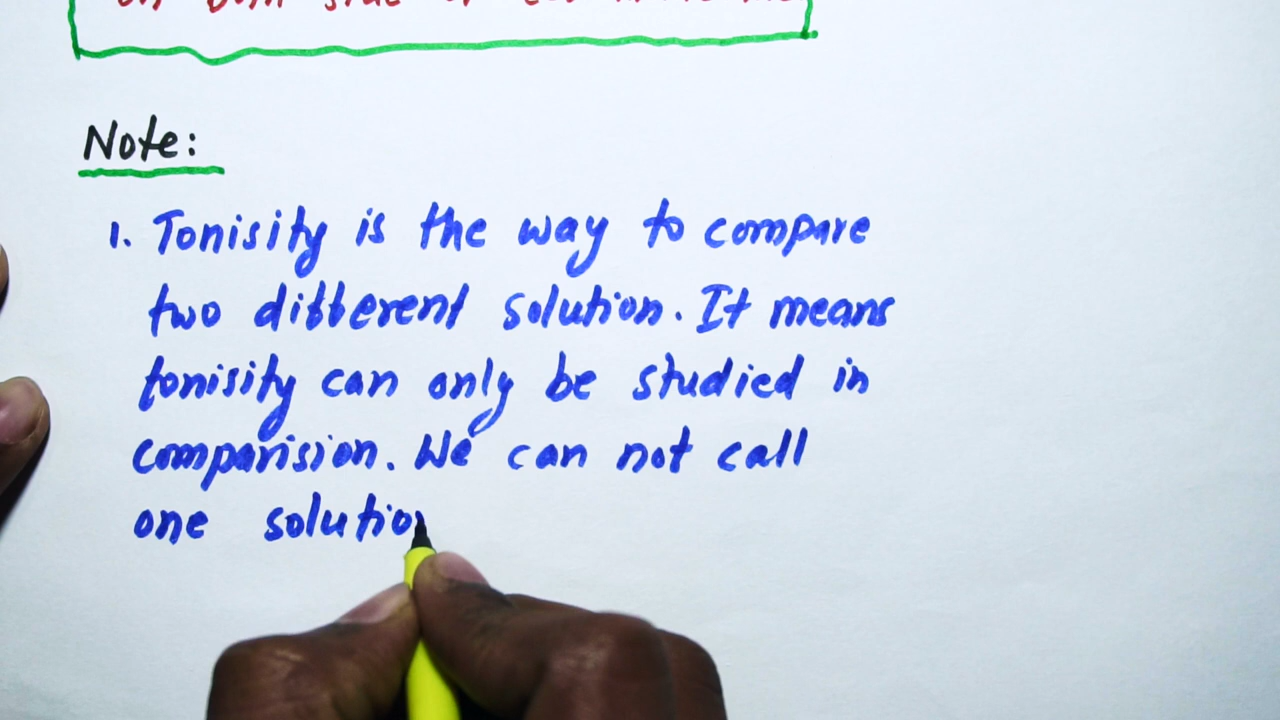 Note:
1. Tonisity is the way to compare
two different solution. It means
tonisity can only be studied in
comparision. We can not call
one solution